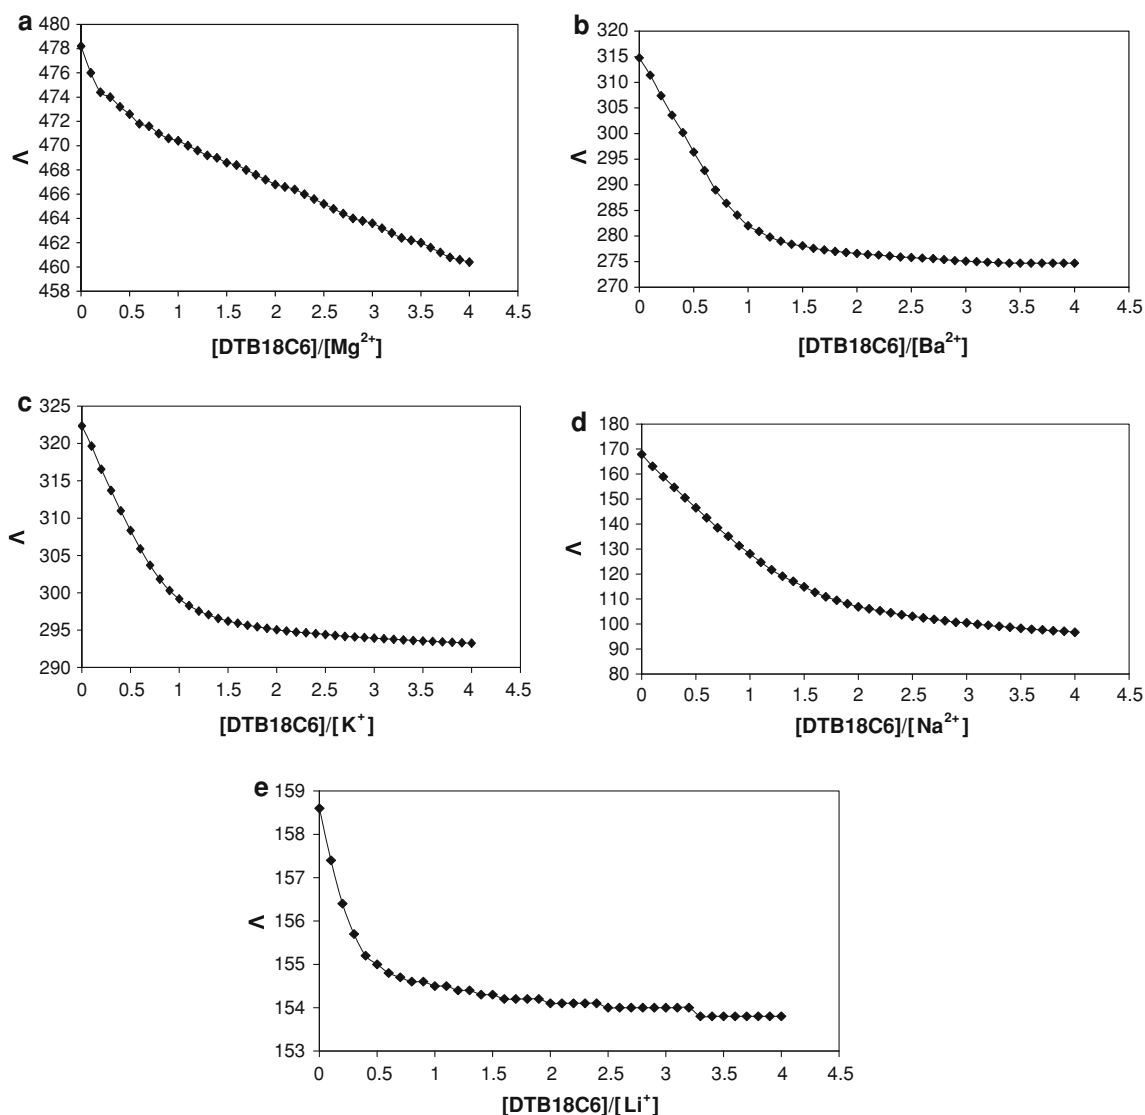 a
480
478
476
474
472
470
468
466
464
462
460
458
Λ
0 0.5 1 1.5 2 2.5 3 3.5 4 4.5
[DTB18C6]/[Mg²⁺]
b
320
315
310
305
300
295
290
285
280
275
270
Λ
0 0.5 1 1.5 2 2.5 3 3.5 4 4.5
[DTB18C6]/[Ba²⁺]
c
325
320
315
310
305
300
295
290
Λ
0 0.5 1 1.5 2 2.5 3 3.5 4 4.5
[DTB18C6]/[K⁺]
d
180
170
160
150
140
130
120
110
100
90
80
Λ
0 0.5 1 1.5 2 2.5 3 3.5 4 4.5
[DTB18C6]/[Na²⁺]
e
159
158
157
156
155
154
153
Λ
0 0.5 1 1.5 2 2.5 3 3.5 4 4.5
[DTB18C6]/[Li⁺]